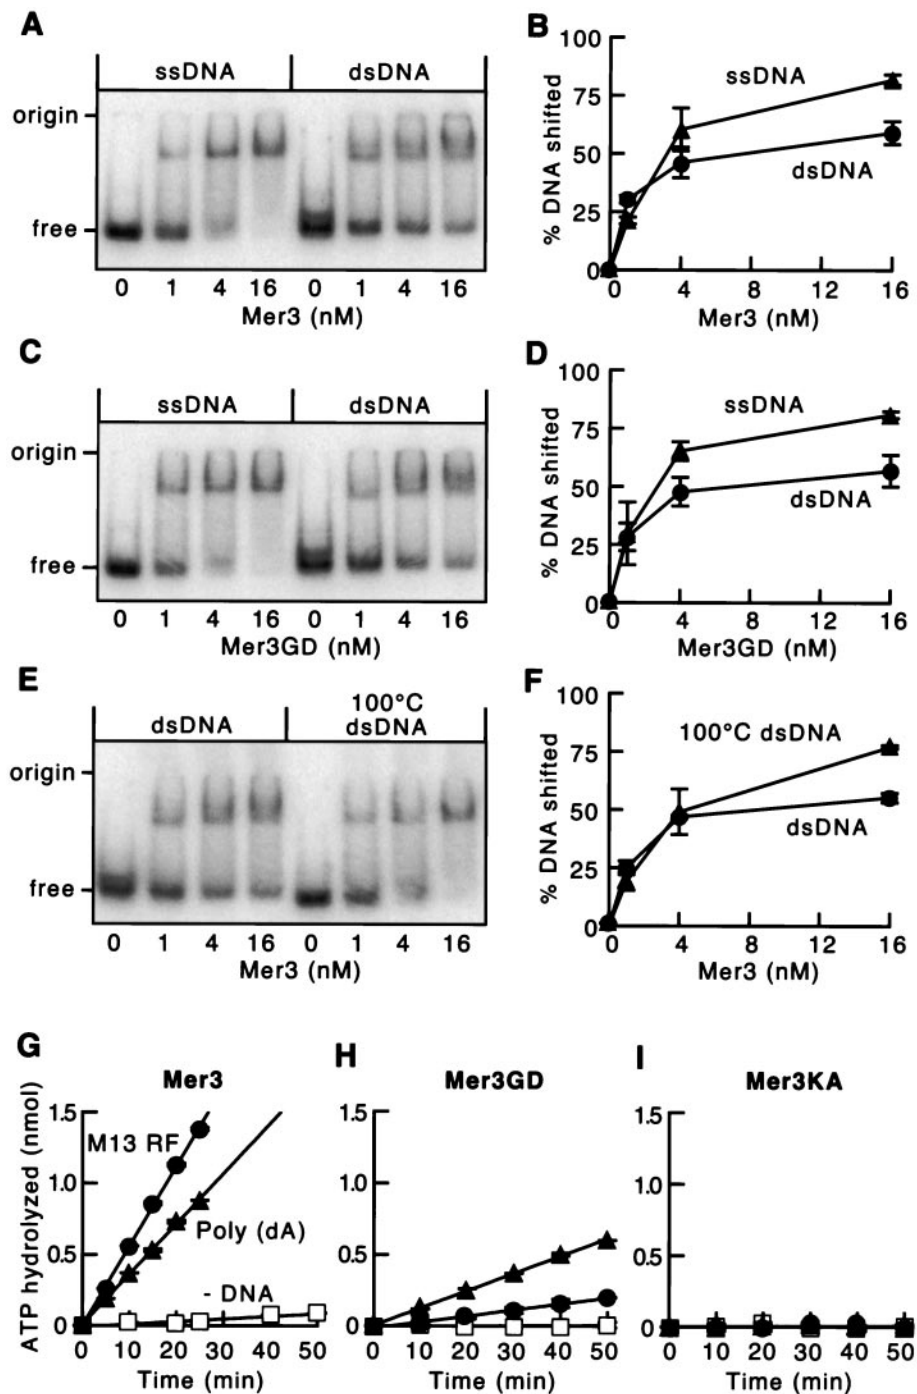 A
ssDNA dsDNA
origin
free
0 1 4 16 0 1 4 16
Mer3 (nM)
B
100
75
50
25
0
% DNA shifted
ssDNA
dsDNA
0 4 8 12 16
Mer3 (nM)
C
ssDNA dsDNA
origin
free
0 1 4 16 0 1 4 16
Mer3GD (nM)
D
100
75
50
25
0
% DNA shifted
ssDNA
dsDNA
0 4 8 12 16
Mer3GD (nM)
E
100°C
dsDNA dsDNA
origin
free
0 1 4 16 0 1 4 16
Mer3 (nM)
F
100
75
50
25
0
% DNA shifted
100°C dsDNA
dsDNA
0 4 8 12 16
Mer3 (nM)
G
Mer3
ATP hydrolyzed (nmol)
1.5
1.0
0.5
0
M13 RF
Poly (dA)
- DNA
0 10 20 30 40 50
Time (min)
H
Mer3GD
1.5
1.0
0.5
0
0 10 20 30 40 50
Time (min)
I
Mer3KA
1.5
1.0
0.5
0
0 10 20 30 40 50
Time (min)